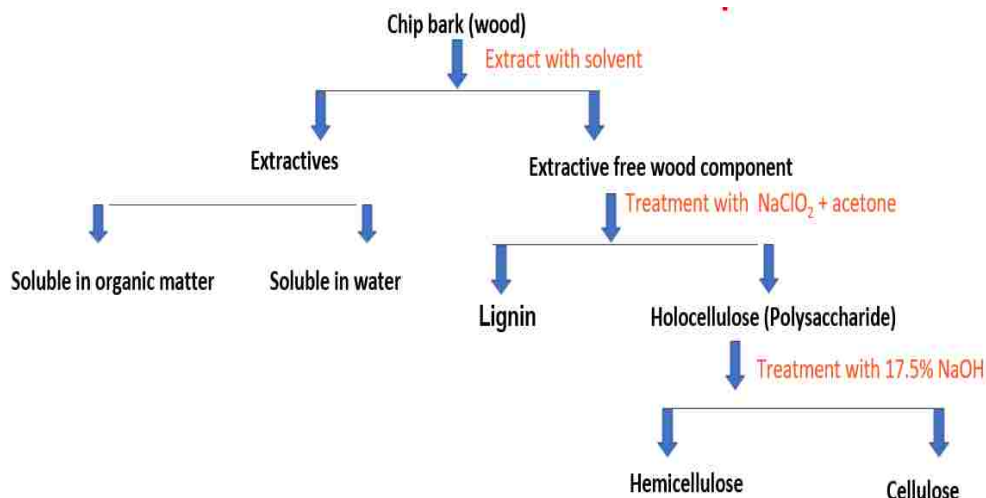 Chip bark (wood)
Extract with solvent
Extractives
Extractive free wood component
Treatment with NaClO₂ + acetone
Soluble in organic matter
Soluble in water
Lignin
Holocellulose (Polysaccharide)
Treatment with 17.5% NaOH
Hemicellulose
Cellulose